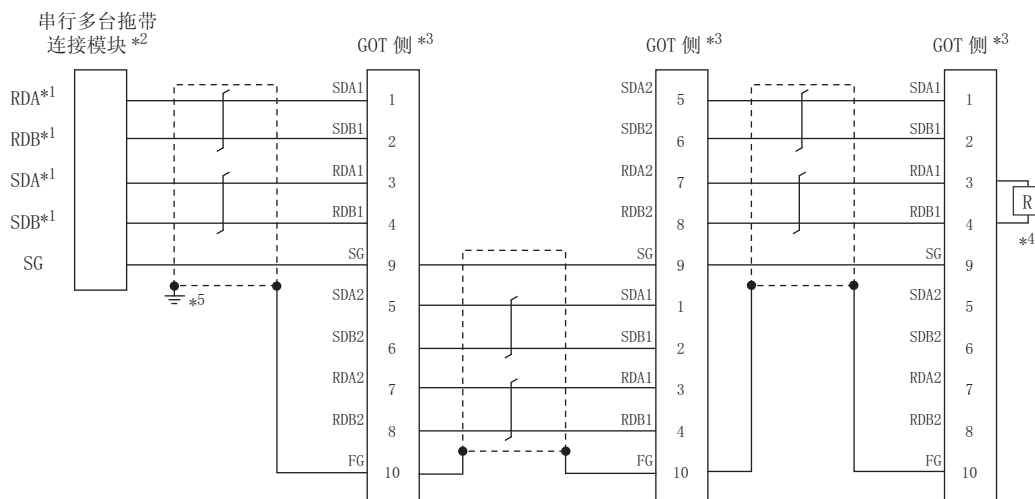 串行多台拖带
连接模块 *2
GOT 侧 *3
GOT 侧 *3
GOT 侧 *3
RDA*1
SDA1
1
SDA2
5
SDA1
1
RDB*1
SDB1
2
SDB2
6
SDB1
2
SDA*1
RDA1
3
RDA2
7
RDA1
3
R
SDB*1
RDB1
4
RDB2
8
RDB1
4
*4
SG
SG
9
SG
9
SG
9
*5
SDA2
5
SDA1
1
SDA2
5
SDB2
6
SDB1
2
SDB2
6
RDA2
7
RDA1
3
RDA2
7
RDB2
8
RDB1
4
RDB2
8
FG
10
FG
10
FG
10